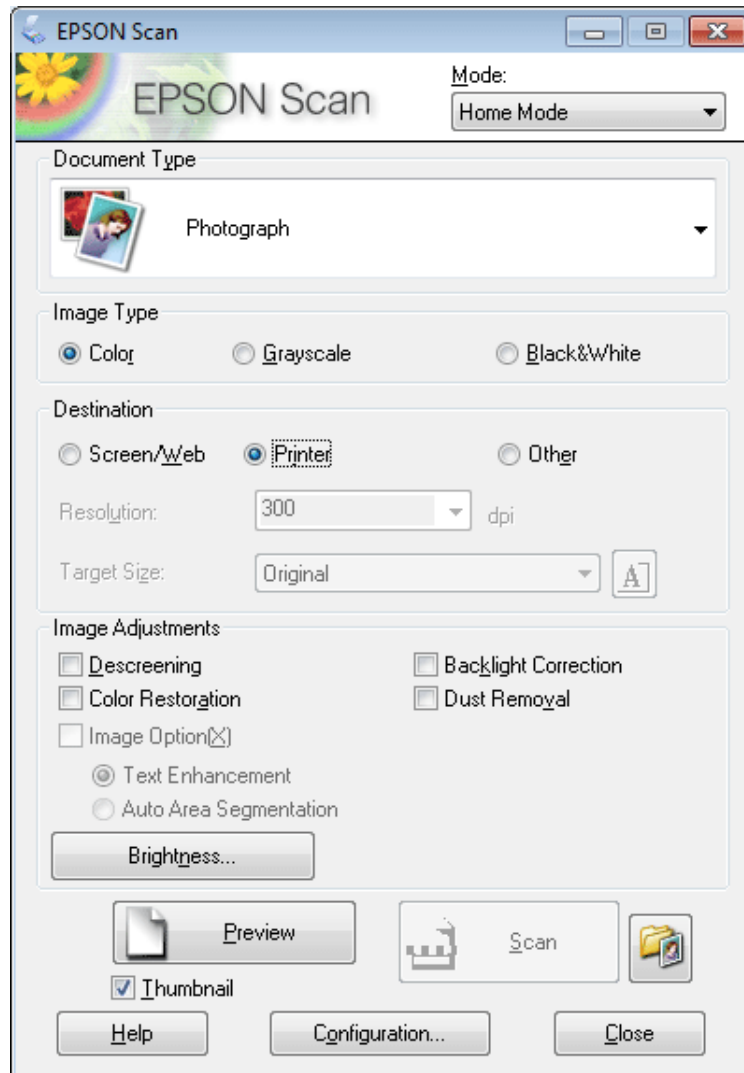 EPSON Scan
EPSON Scan
Mode:
Home Mode
Document Type
Photograph
Image Type
Color Grayscale Black&White
Destination
Screen/Web Printer Other
Resolution: 300 dpi
Target Size: Original A
Image Adjustments
Descreening Backlight Correction
Color Restoration Dust Removal
Image Option(X)
Text Enhancement
Auto Area Segmentation
Brightness...
Preview Scan
Thumbnail
Help Configuration... Close